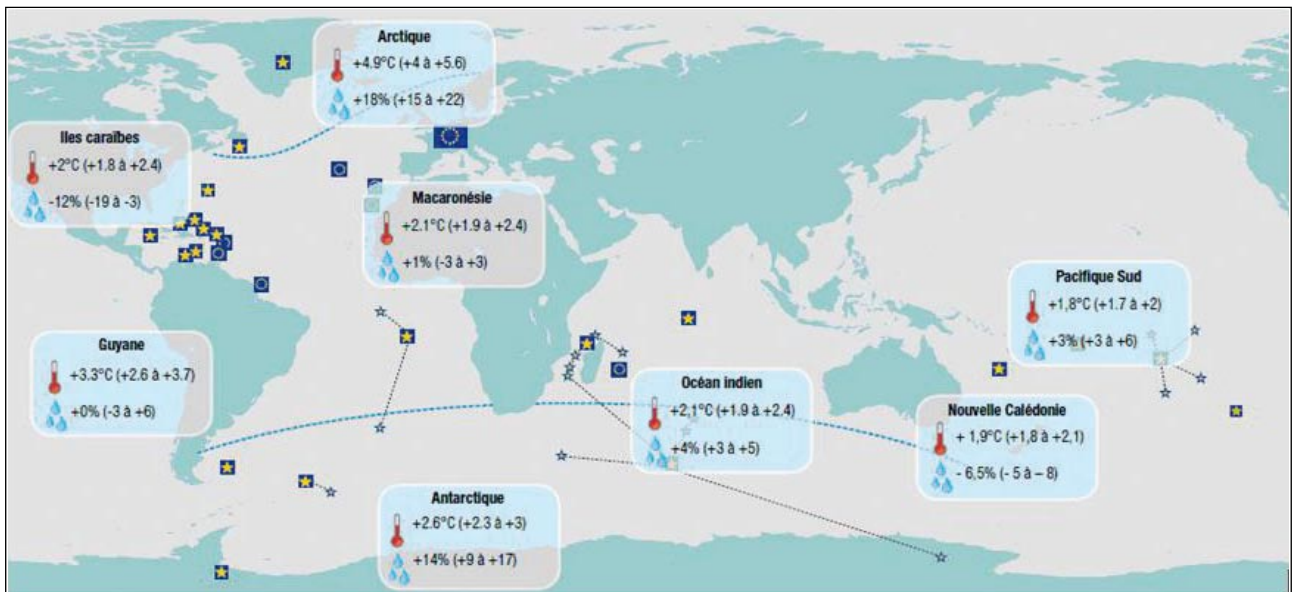 Arctique
+4.9°C (+4 à +5.6)
+18% (+15 à +22)
Iles caraïbes
+2°C (+1.8 à +2.4)
-12% (-19 à -3)
Macaronésie
+2.1°C (+1.9 à +2.4)
+1% (-3 à +3)
Pacifique Sud
+1,8°C (+1.7 à +2)
+3% (+3 à +6)
Guyane
+3.3°C (+2.6 à +3.7)
+0% (-3 à +6)
Océan indien
+2,1°C (+1.9 à +2.4)
+4% (+3 à +5)
Nouvelle Calédonie
+ 1,9°C (+1,8 à +2,1)
- 6,5% (- 5 à – 8)
Antarctique
+2.6°C (+2.3 à +3)
+14% (+9 à +17)